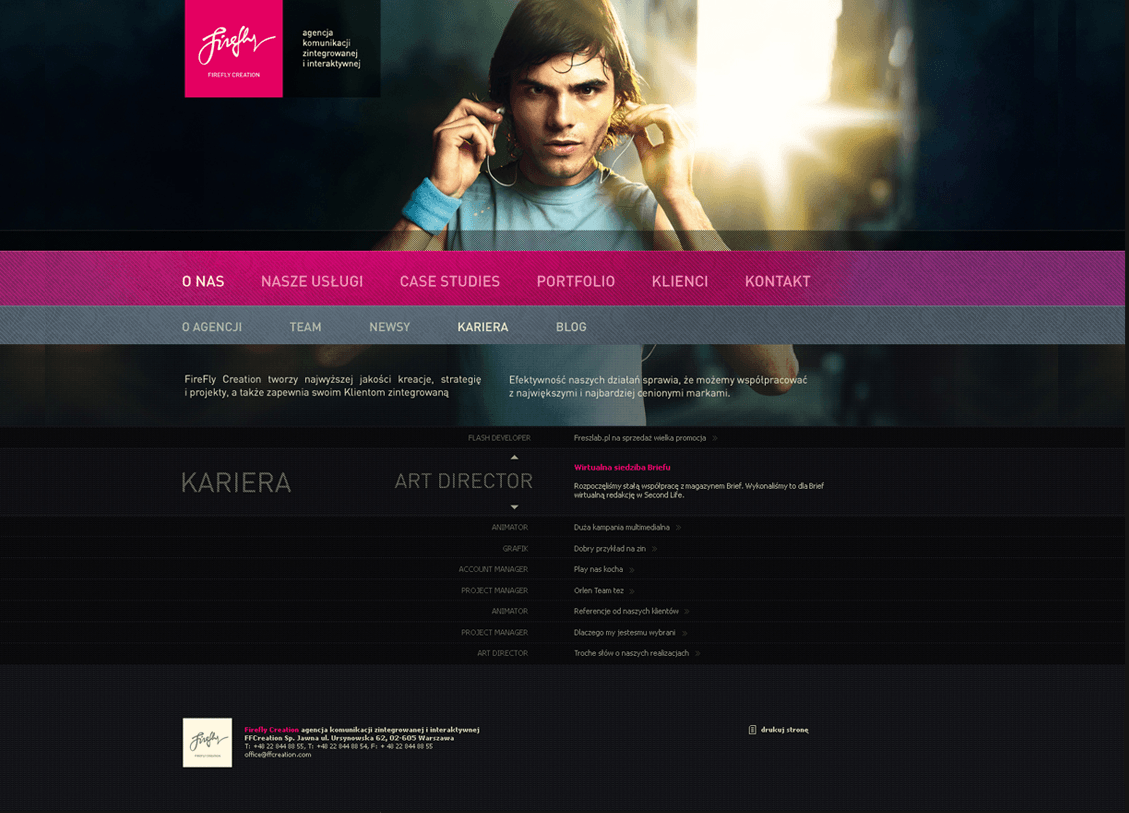 Firefly
FIREFLY CREATION
agencja
komunikacji
zintegrowanej
i interaktywnej
O NAS NASZE USŁUGI CASE STUDIES PORTFOLIO KLIENCI KONTAKT
O AGENCJI TEAM NEWSY KARIERA BLOG
FireFly Creation tworzy najwyższej jakości kreacje, strategię
i projekty, a także zapewnia swoim Klientom zintegrowaną
Efektywność naszych działań sprawia, że możemy współpracować
z największymi i najbardziej cenionymi markami.
FLASH DEVELOPER Freszlab.pl na sprzedaż wielka promocja »
KARIERA
ART DIRECTOR
Wirtualna siedziba Briefu
Rozpoczęliśmy stałą współpracę z magazynem Brief. Wykonaliśmy to dla Brief
wirtualną redakcję w Second Life.
ANIMATOR Duża kampania multimedialna »
GRAFIK Dobry przykład na zin »
ACCOUNT MANAGER Play nas kocha »
PROJECT MANAGER Orlen Team tez »
ANIMATOR Referencje od naszych klientów »
PROJECT MANAGER Dlaczego my jestesmu wybrani »
ART DIRECTOR Troche słów o naszych realizacjach »
Firefly
FIREFLY CREATION
Firefly Creation agencja komunikacji zintegrowanej i interaktywnej
FFCreation Sp. Jawna ul. Ursynowska 62, 02-605 Warszawa
T: +48 22 844 88 55, T: +48 22 844 88 54, F: + 48 22 844 88 55
office@ffcreation.com
drukuj stronę